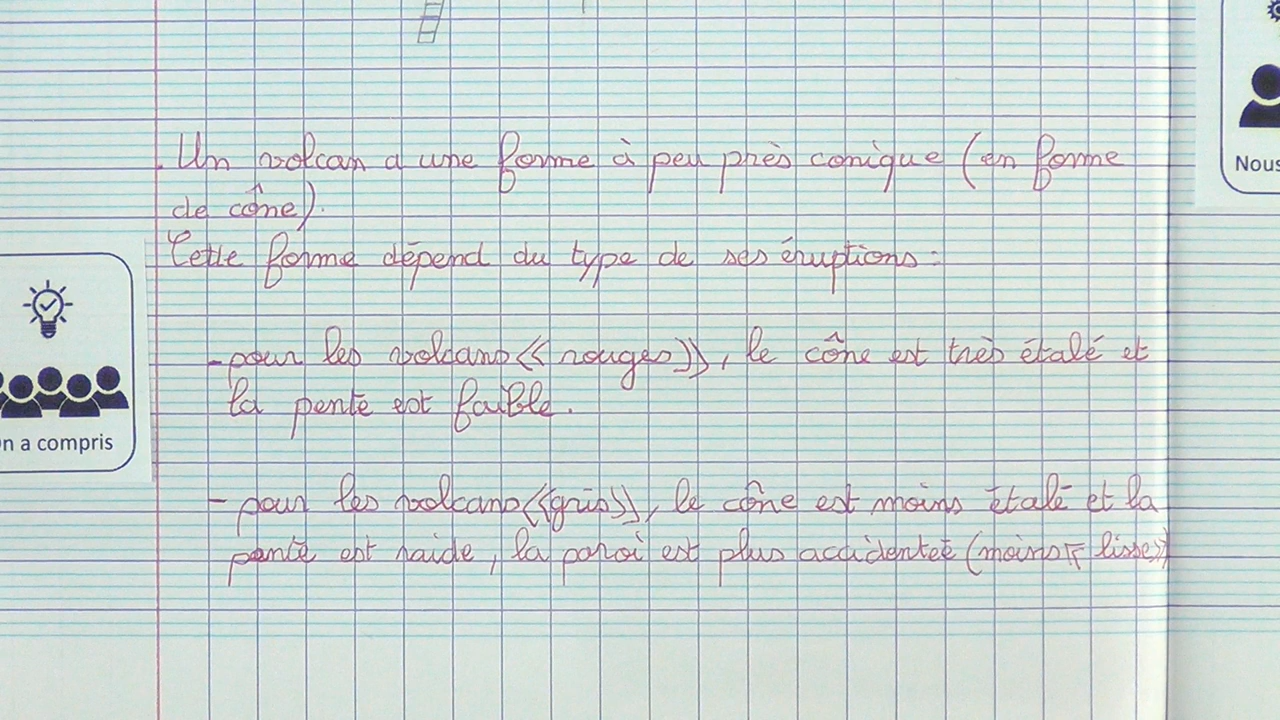 Un volcan a une forme à peu près conique (en forme
de cône).
Cette forme dépend du type de ses éruptions :
- pour les volcans << rouges >>, le cône est très étalé et
la pente est faible.
- pour les volcans <<gris>>, le cône est moins étalé et la
pente est raide, la paroi est plus accidentée (moins << lisse>>)
n a compris
Nous